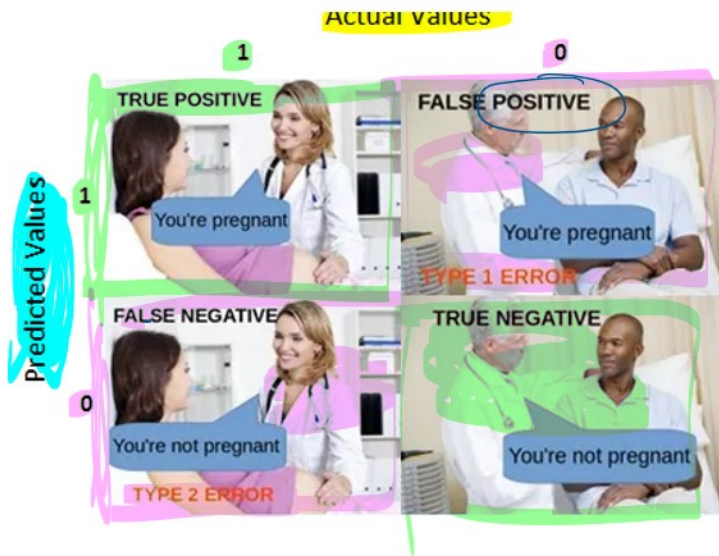 Actual Values
1
0
TRUE POSITIVE
FALSE POSITIVE
Predicted Values
1
You're pregnant
You're pregnant
TYPE 1 ERROR
FALSE NEGATIVE
TRUE NEGATIVE
0
You're not pregnant
You're not pregnant
TYPE 2 ERROR